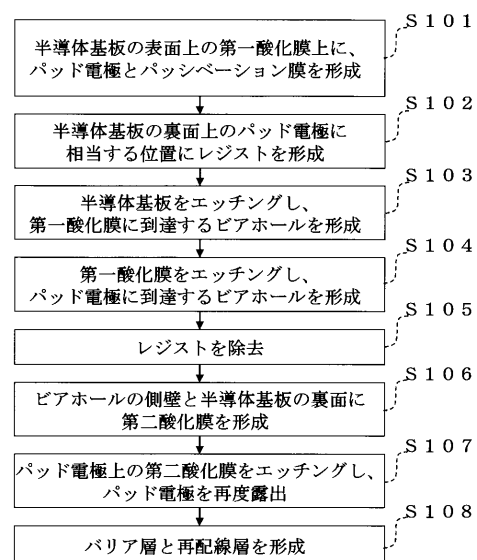 S101
半導体基板の表面上の第一酸化膜上に、
パッド電極とパッシベーション膜を形成
S102
半導体基板の裏面上のパッド電極に
相当する位置にレジストを形成
S103
半導体基板をエッチングし、
第一酸化膜に到達するビアホールを形成
S104
第一酸化膜をエッチングし、
パッド電極に到達するビアホールを形成
S105
レジストを除去
S106
ビアホールの側壁と半導体基板の裏面に
第二酸化膜を形成
S107
パッド電極上の第二酸化膜をエッチングし、
パッド電極を再度露出
S108
バリア層と再配線層を形成